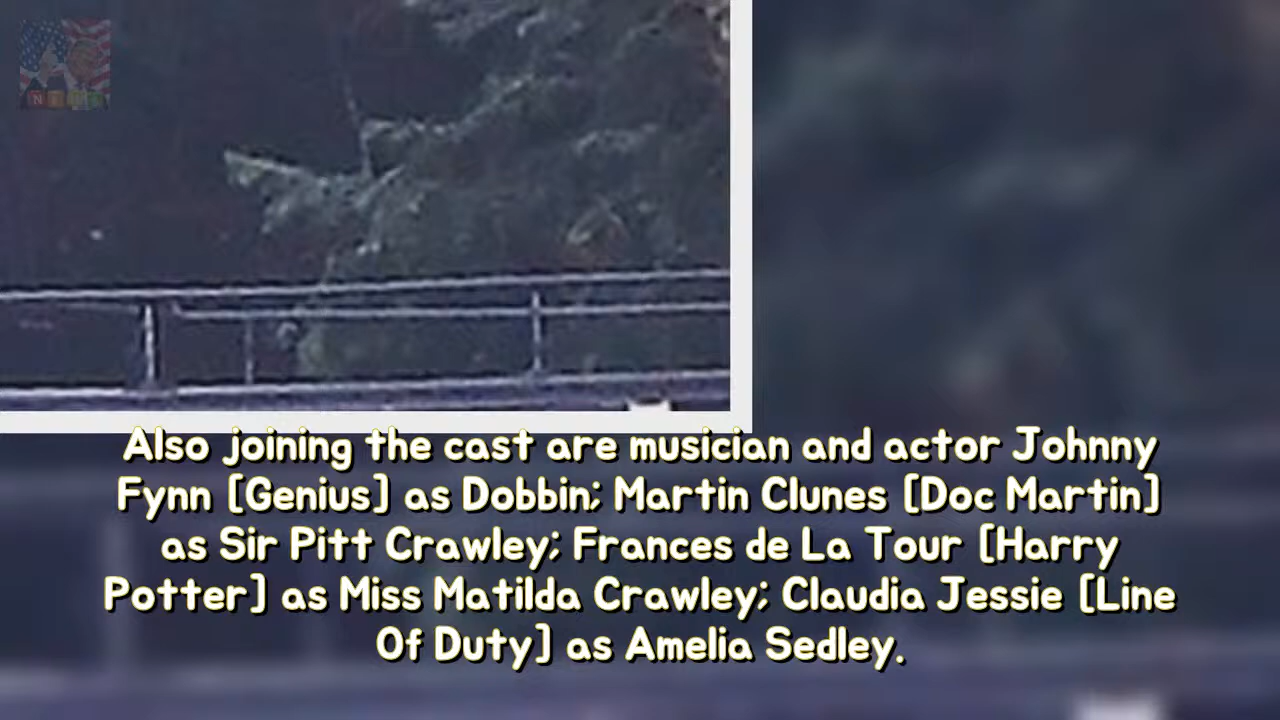 Also joining the cast are musician and actor Johnny
Fynn [Genius] as Dobbin; Martin Clunes [Doc Martin]
as Sir Pitt Crawley; Frances de La Tour [Harry
Potter] as Miss Matilda Crawley; Claudia Jessie [Line
Of Duty] as Amelia Sedley.